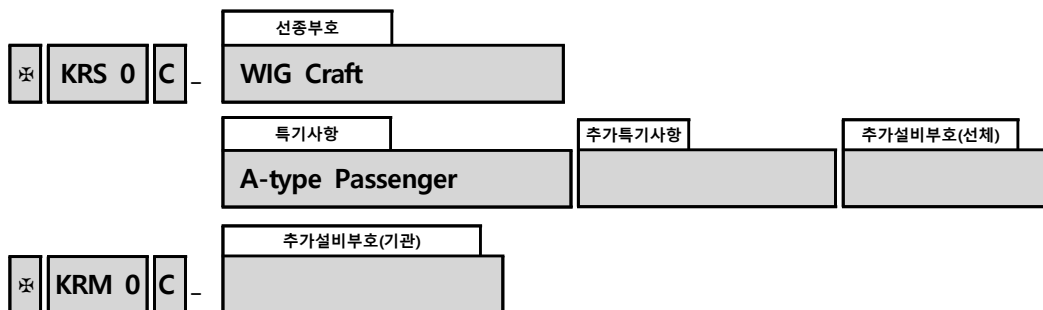 선종부호
✠ KRS 0 C _ WIG Craft
특기사항 추가특기사항 추가설비부호(선체)
A-type Passenger
추가설비부호(기관)
✠ KRM 0 C _